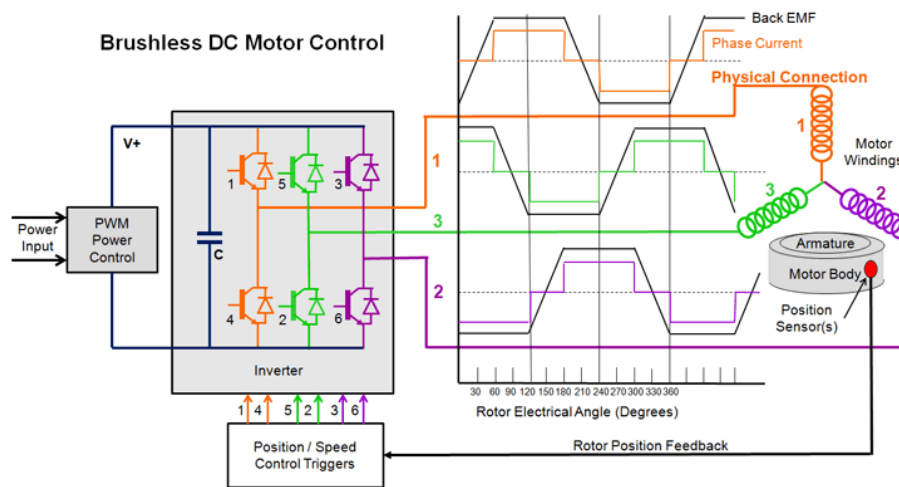 Brushless DC Motor Control
Back EMF
Phase Current
Physical Connection
1
Motor
Windings
3
2
Armature
Motor Body
Position
Sensor(s)
V+
Power
Input
PWM
Power
Control
C
1
5
3
4
2
6
Inverter
1
3
2
30 60 90 120 150 180 210 240 270 300 330 360
Rotor Electrical Angle (Degrees)
1 4 5 2 3 6
Position / Speed
Control Triggers
Rotor Position Feedback